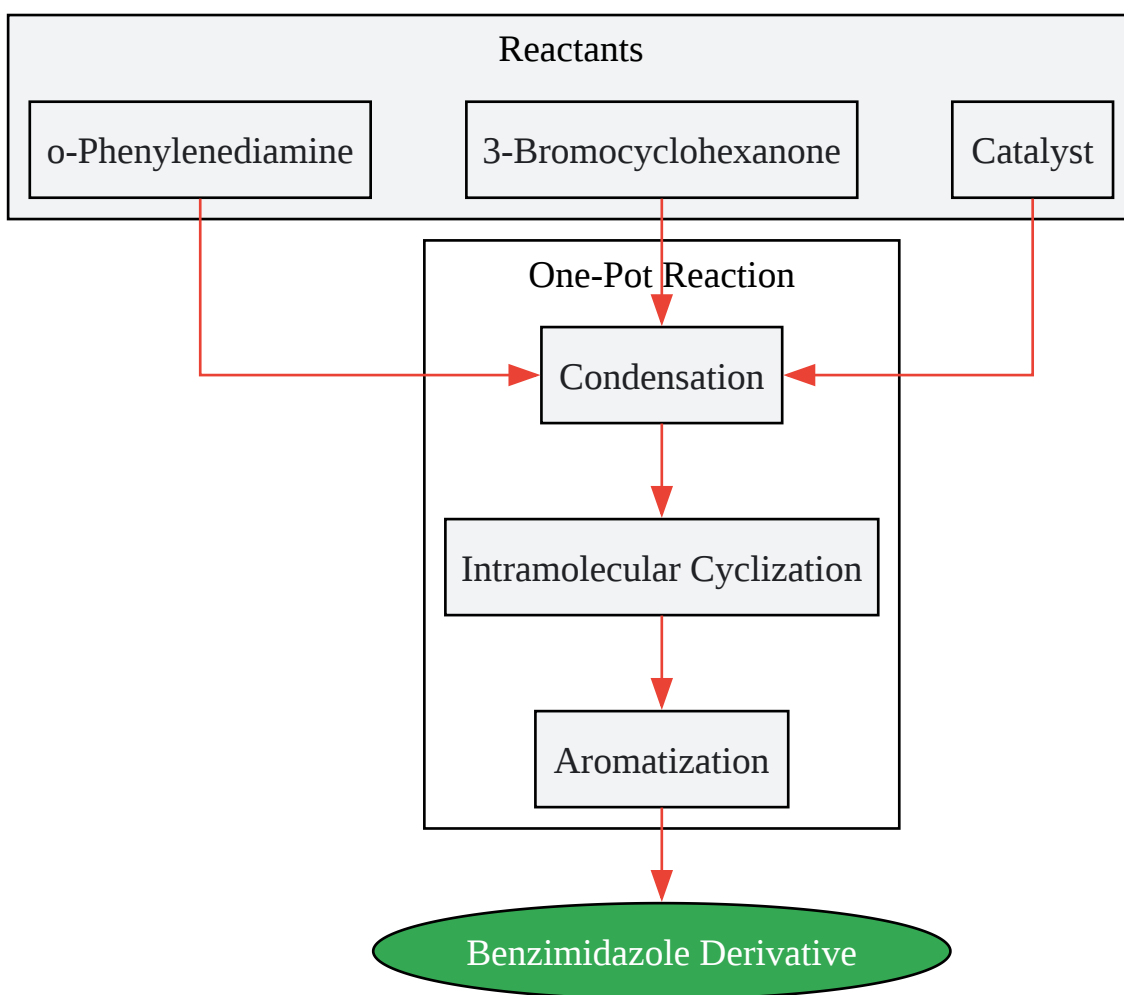 Reactants
o-Phenylenediamine
3-Bromocyclohexanone
Catalyst
One-Pot Reaction
Condensation
Intramolecular Cyclization
Aromatization
Benzimidazole Derivative